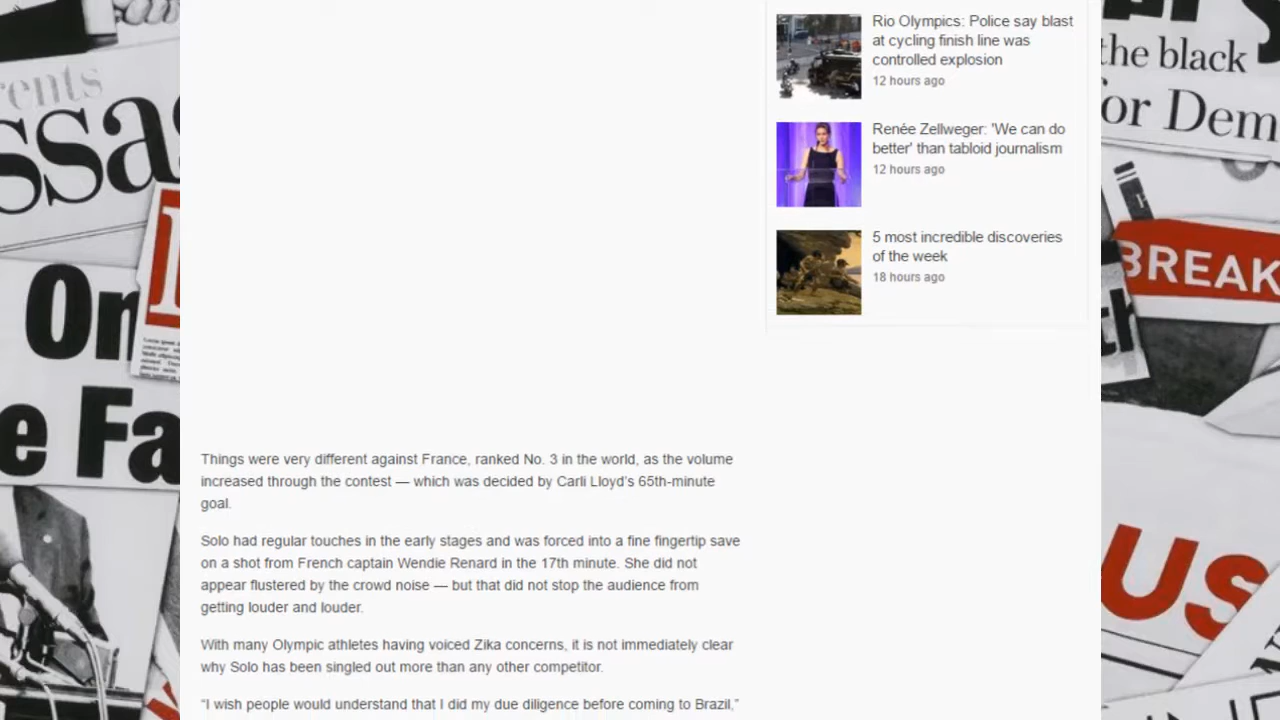 Rio Olympics: Police say blast
at cycling finish line was
controlled explosion
12 hours ago
Renée Zellweger: 'We can do
better' than tabloid journalism
12 hours ago
5 most incredible discoveries
of the week
18 hours ago
Things were very different against France, ranked No. 3 in the world, as the volume
increased through the contest — which was decided by Carli Lloyd's 65th-minute
goal.
Solo had regular touches in the early stages and was forced into a fine fingertip save
on a shot from French captain Wendie Renard in the 17th minute. She did not
appear flustered by the crowd noise — but that did not stop the audience from
getting louder and louder.
With many Olympic athletes having voiced Zika concerns, it is not immediately clear
why Solo has been singled out more than any other competitor.
“I wish people would understand that I did my due diligence before coming to Brazil,”
rents
ssa
On
e Fa
the black
or Dem
BREAK
th
US